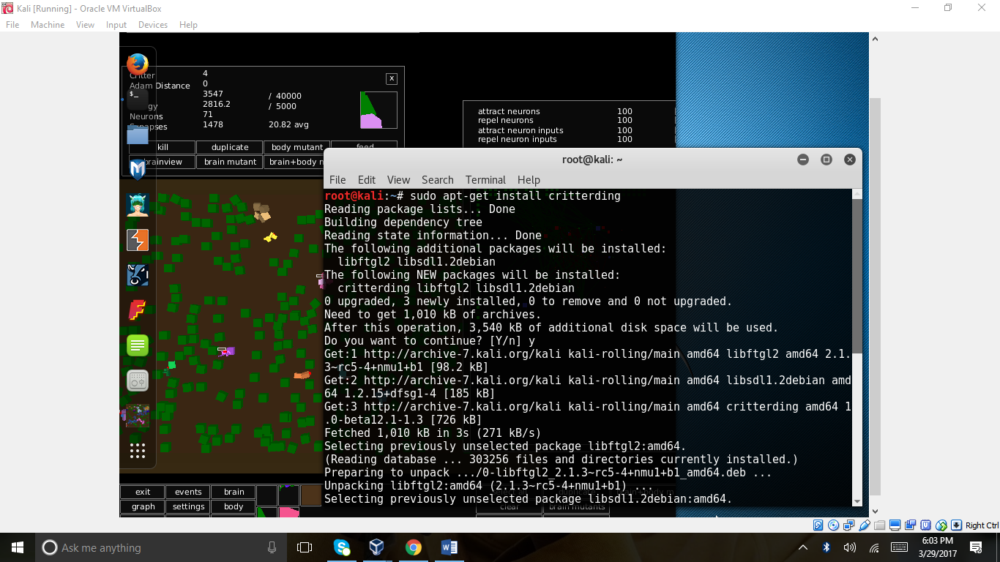 Kali [Running] - Oracle VM VirtualBox
File Machine View Input Devices Help
Critter 4
Adam Distance 0
3547 / 40000
2816.2 / 5000
Neurons 71
1478 20.82 avg
kill duplicate body mutant feed
brainview brain mutant
x
attract neurons 100
repel neurons 100
attract neuron inputs 100
repel neuron inputs 100
root@kali: ~
File Edit View Search Terminal Help
root@kali:~# sudo apt-get install critterding
Reading package lists... Done
Building dependency tree
Reading state information... Done
The following additional packages will be installed:
libftgl2 libsdl1.2debian
The following NEW packages will be installed:
critterding libftgl2 libsdl1.2debian
0 upgraded, 3 newly installed, 0 to remove and 0 not upgraded.
Need to get 1,010 kB of archives.
After this operation, 3,540 kB of additional disk space will be used.
Do you want to continue? [Y/n] y
Get:1 http://archive-7.kali.org/kali kali-rolling/main amd64 libftgl2 amd64 2.1.
3~rc5-4+nmu1+b1 [98.2 kB]
Get:2 http://archive-7.kali.org/kali kali-rolling/main amd64 libsdl1.2debian amd
64 1.2.15+dfsg1-4 [185 kB]
Get:3 http://archive-7.kali.org/kali kali-rolling/main amd64 critterding amd64 1
.0-beta12.1-1.3 [726 kB]
Fetched 1,010 kB in 3s (271 kB/s)
Selecting previously unselected package libftgl2:amd64.
(Reading database ... 303256 files and directories currently installed.)
Preparing to unpack .../0-libftgl2_2.1.3~rc5-4+nmu1+b1_amd64.deb ...
Unpacking libftgl2:amd64 (2.1.3~rc5-4+nmu1+b1) ...
Selecting previously unselected package libsdl1.2debian:amd64.
exit events brain
graph settings body
clear brain mutants
Right Ctrl
Ask me anything
6:03 PM
3/29/2017